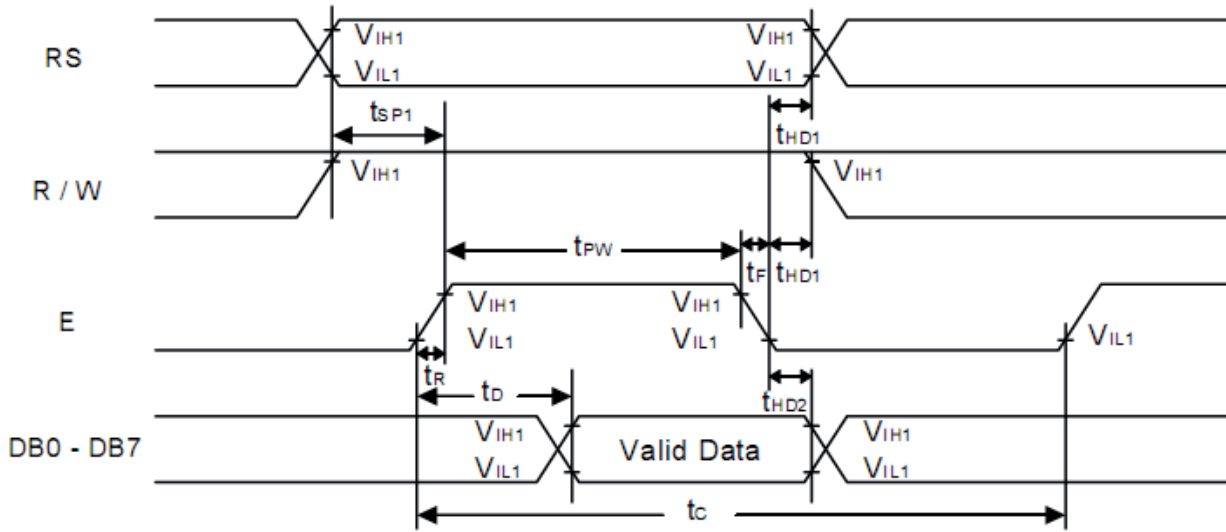 RS VIH1 VIL1 VIH1 VIL1
tSP1 tHD1
R / W VIH1 VIH1
tPW tF tHD1
E VIH1 VIL1 VIH1 VIL1 VIL1
tR tD tHD2
DB0 - DB7 VIH1 VIL1 Valid Data VIH1 VIL1
tC